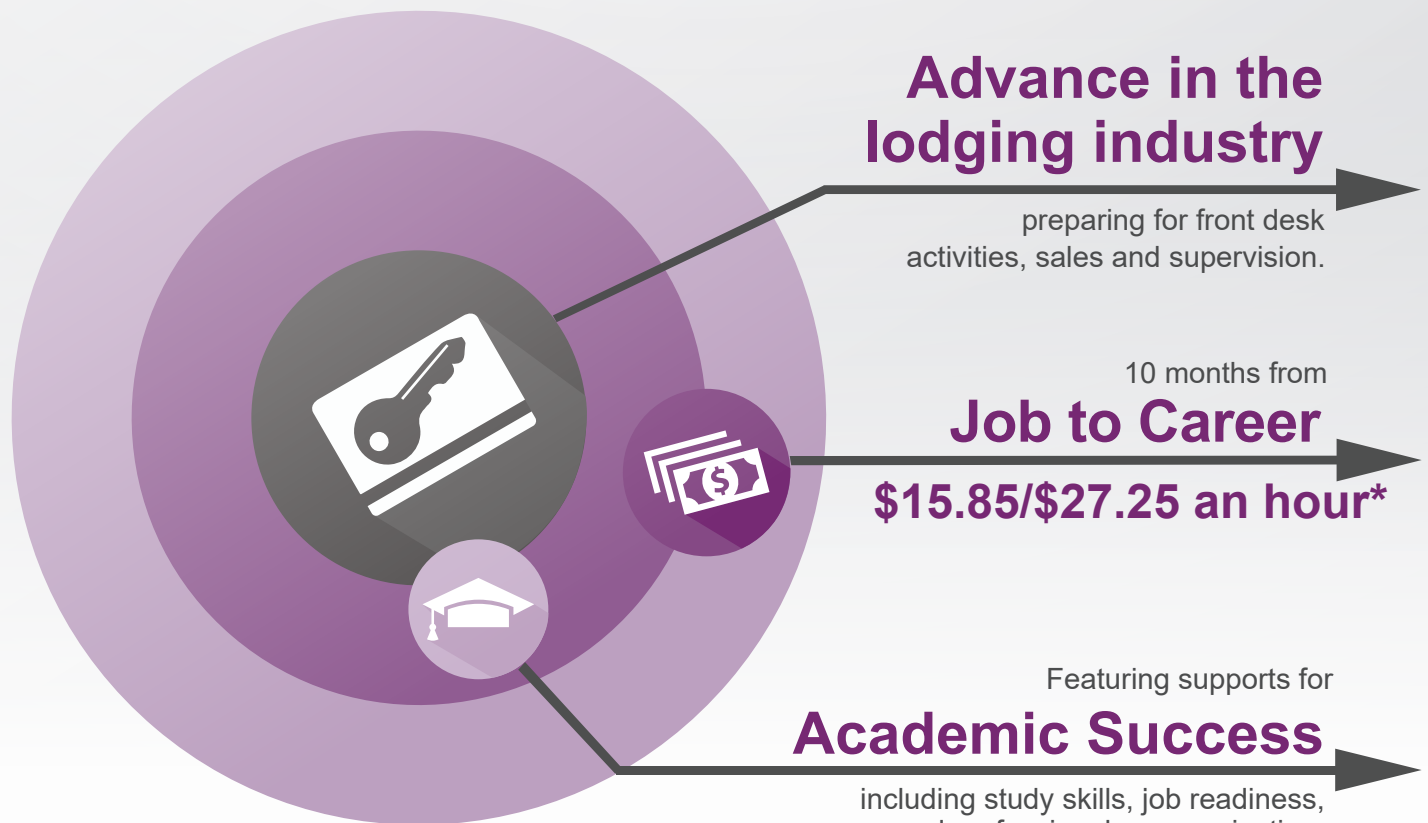 Advance in the
lodging industry
preparing for front desk
activities, sales and supervision.
10 months from
Job to Career
$
$15.85/$27.25 an hour*
Featuring supports for
Academic Success
including study skills, job readiness,